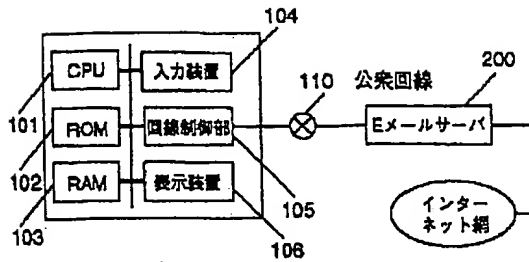 104
CPU
入力装置
110
公衆回線
200
101
ROM
回線制御部
Eメールサーバ
102
RAM
表示装置
105
103
106
インター
ネット網